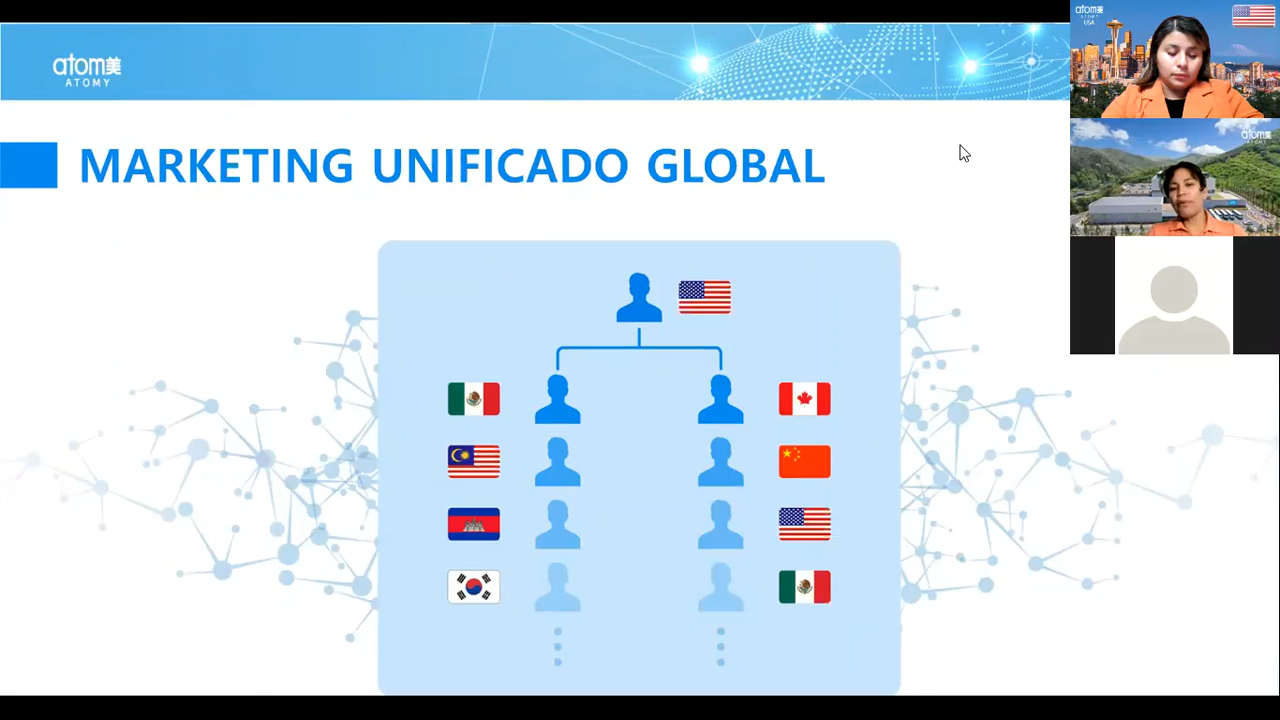 atom美
ATOMY
MARKETING UNIFICADO GLOBAL
atom美
ATOMY
USA
atom美